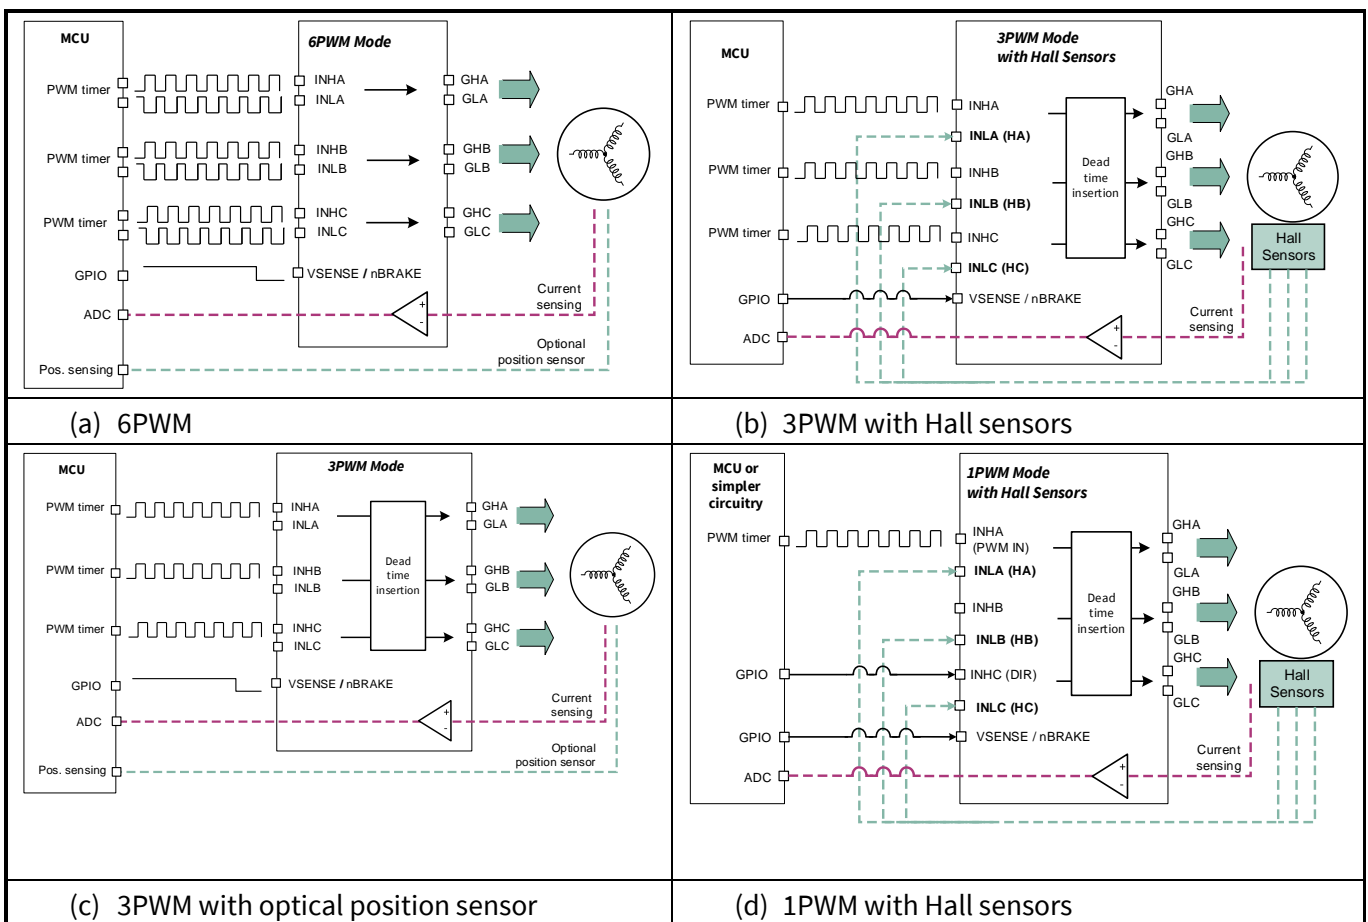 MCU
6PWM Mode
PWM timer
INHA
INLA
GHA
GLA
PWM timer
INHB
INLB
GHB
GLB
PWM timer
INHC
INLC
GHC
GLC
GPIO
VSENSE / nBRAKE
ADC
+
-
Current
sensing
Optional
position sensor
Pos. sensing
(a) 6PWM
MCU
3PWM Mode
with Hall Sensors
PWM timer
INHA
INLA (HA)
GHA
GLA
PWM timer
INHB
INLB (HB)
Dead
time
insertion
GHB
GLB
PWM timer
INHC
INLC (HC)
GHC
GLC
Hall
Sensors
GPIO
VSENSE / nBRAKE
ADC
+
-
Current
sensing
(b) 3PWM with Hall sensors
MCU
3PWM Mode
PWM timer
INHA
INLA
GHA
GLA
PWM timer
INHB
INLB
Dead
time
insertion
GHB
GLB
PWM timer
INHC
INLC
GHC
GLC
GPIO
VSENSE / nBRAKE
ADC
+
-
Current
sensing
Optional
position sensor
Pos. sensing
(c) 3PWM with optical position sensor
MCU or
simpler
circuitry
1PWM Mode
with Hall Sensors
PWM timer
INHA
(PWM IN)
INLA (HA)
GHA
GLA
INHB
INLB (HB)
Dead
time
insertion
GHB
GLB
GPIO
INHC (DIR)
INLC (HC)
GHC
GLC
Hall
Sensors
GPIO
VSENSE / nBRAKE
ADC
+
-
Current
sensing
(d) 1PWM with Hall sensors